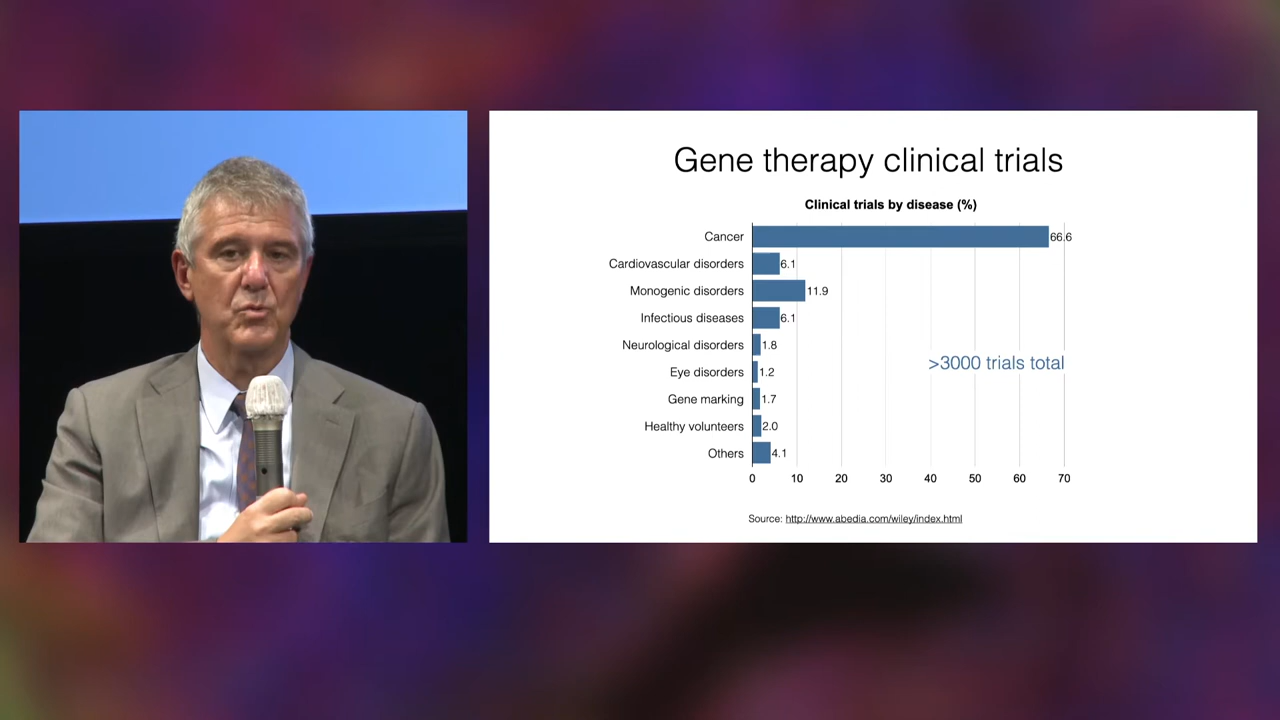 Gene therapy clinical trials
Clinical trials by disease (%)
Cancer 66.6
Cardiovascular disorders 6.1
Monogenic disorders 11.9
Infectious diseases 6.1
Neurological disorders 1.8
>3000 trials total
Eye disorders 1.2
Gene marking 1.7
Healthy volunteers 2.0
Others 4.1
0 10 20 30 40 50 60 70
Source: http://www.abedia.com/wiley/index.html